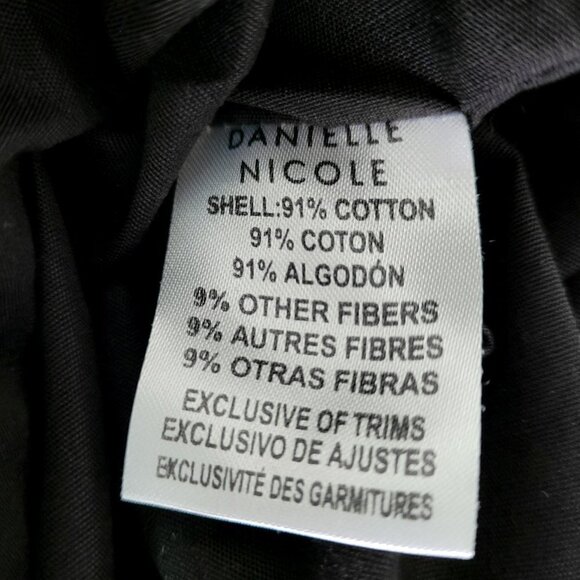 DANIELLE
NICOLE
SHELL:91% COTTON
91% COTON
91% ALGODÓN
9% OTHER FIBERS
9% AUTRES FIBRES
9% OTRAS FIBRAS
EXCLUSIVE OF TRIMS
EXCLUSIVO DE AJUSTES
EXCLUSIVITÉ DES GARMITURES